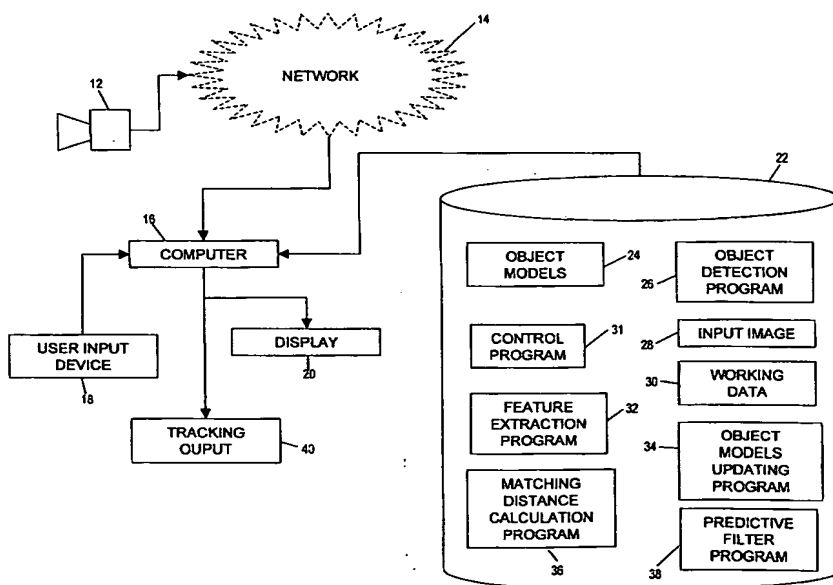 14
NETWORK
12
22
16
COMPUTER
OBJECT
MODELS
24
OBJECT
DETECTION
PROGRAM
26
31
CONTROL
PROGRAM
INPUT IMAGE
28
USER INPUT
DEVICE
18
DISPLAY
20
30
WORKING
DATA
FEATURE
EXTRACTION
PROGRAM
32
TRACKING
OUPUT
40
34
OBJECT
MODELS
UPDATING
PROGRAM
MATCHING
DISTANCE
CALCULATION
PROGRAM
36
PREDICTIVE
FILTER
PROGRAM
38